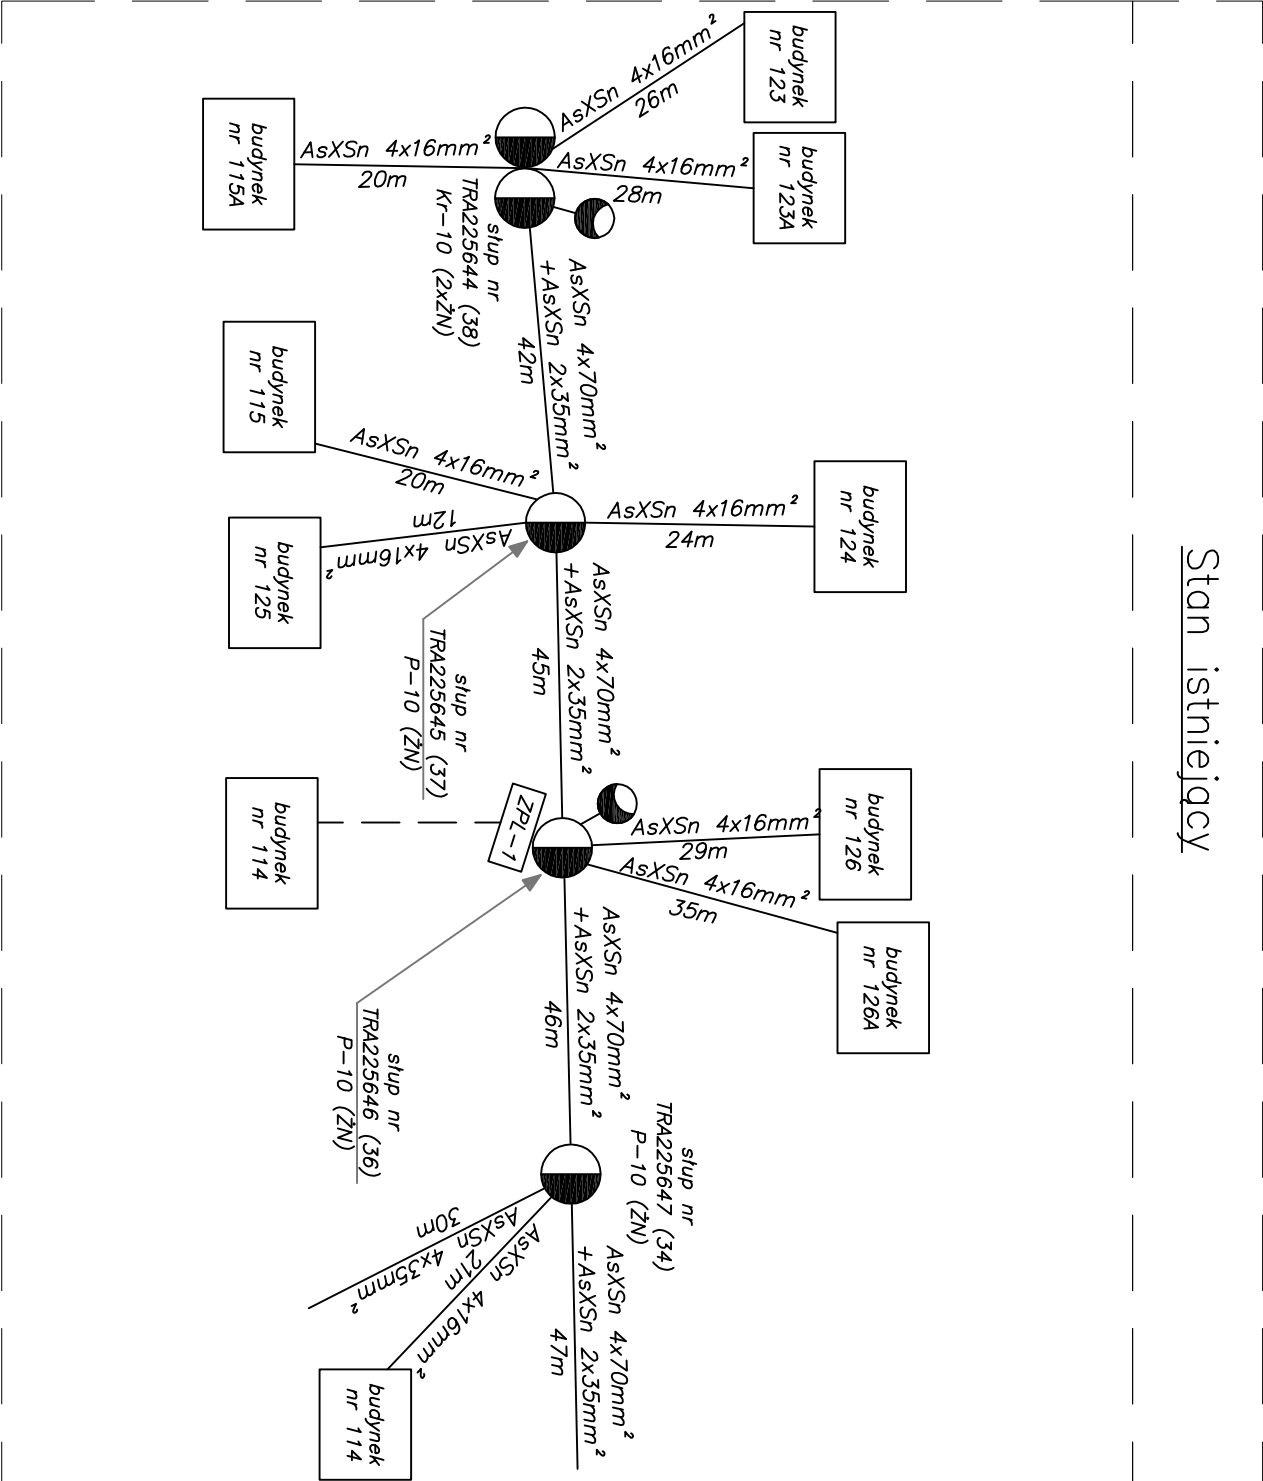 Stan istniejący
budynek
nr 123
AsXSn 4x16mm²
26m
budynek
nr 123A
AsXSn 4x16mm²
28m
budynek
nr 115A
AsXSn 4x16mm²
20m
słup nr
TRA225644 (38)
Kr-10 (2xŻN)
AsXSn 4x70mm²
+AsXSn 2x35mm²
42m
budynek
nr 115
AsXSn 4x16mm²
20m
budynek
nr 124
AsXSn 4x16mm²
24m
budynek
nr 125
AsXSn 4x16mm²
12m
słup nr
TRA225645 (37)
P-10 (ŻN)
AsXSn 4x70mm²
+AsXSn 2x35mm²
45m
budynek
nr 114
ZPL-1
budynek
nr 126
AsXSn 4x16mm²
29m
budynek
nr 126A
AsXSn 4x16mm²
35m
słup nr
TRA225646 (36)
P-10 (ŻN)
AsXSn 4x70mm²
+AsXSn 2x35mm²
46m
słup nr
TRA225647 (34)
P-10 (ŻN)
AsXSn 4x35mm²
30m
AsXSn 4x16mm²
21m
budynek
nr 114
AsXSn 4x70mm²
+AsXSn 2x35mm²
47m